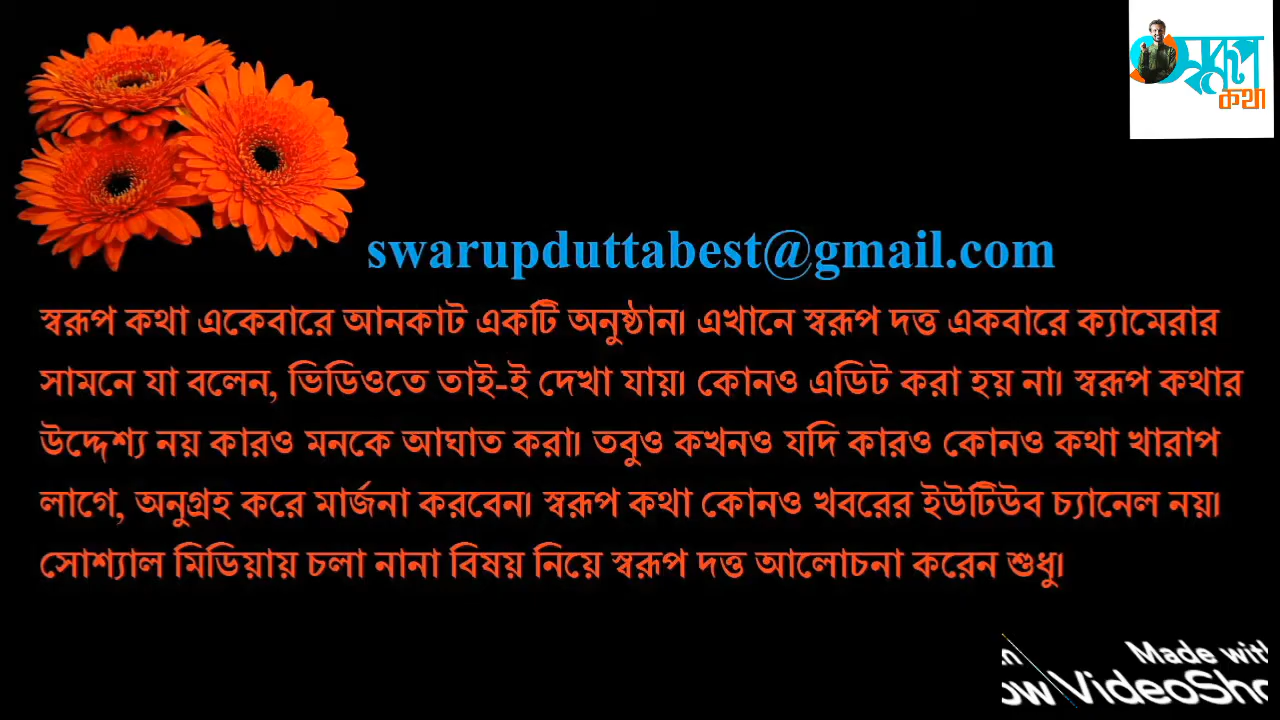 স্বরূপ
কথা
swarupduttabest@gmail.com
স্বরূপ কথা একেবারে আনকাট একটি অনুষ্ঠান। এখানে স্বরূপ দত্ত একবারে ক্যামেরার
সামনে যা বলেন, ভিডিওতে তাই-ই দেখা যায়। কোনও এডিট করা হয় না। স্বরূপ কথার
উদ্দেশ্য নয় কারও মনকে আঘাত করা। তবুও কখনও যদি কারও কোনও কথা খারাপ
লাগে, অনুগ্রহ করে মার্জনা করবেন। স্বরূপ কথা কোনও খবরের ইউটিউব চ্যানেল নয়।
সোশ্যাল মিডিয়ায় চলা নানা বিষয় নিয়ে স্বরূপ দত্ত আলোচনা করেন শুধু।
Made with
VideoSho